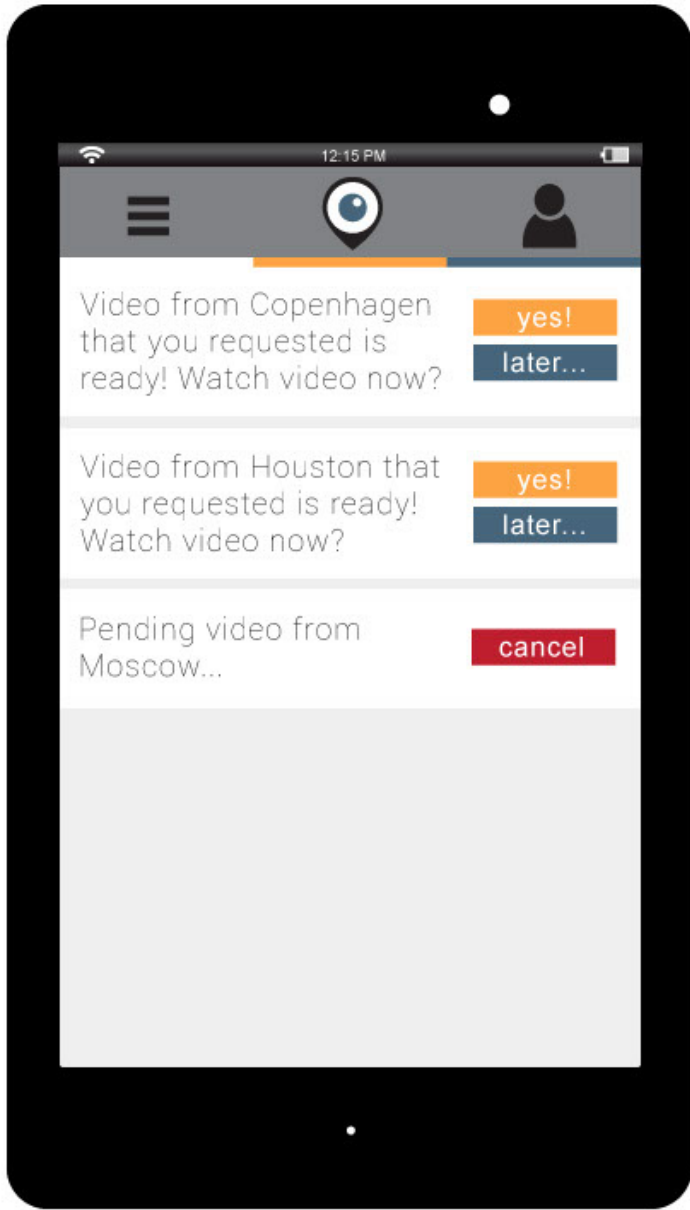 12:15 PM
Video from Copenhagen
that you requested is
ready! Watch video now?
yes!
later...
Video from Houston that
you requested is ready!
Watch video now?
yes!
later...
Pending video from
Moscow...
cancel